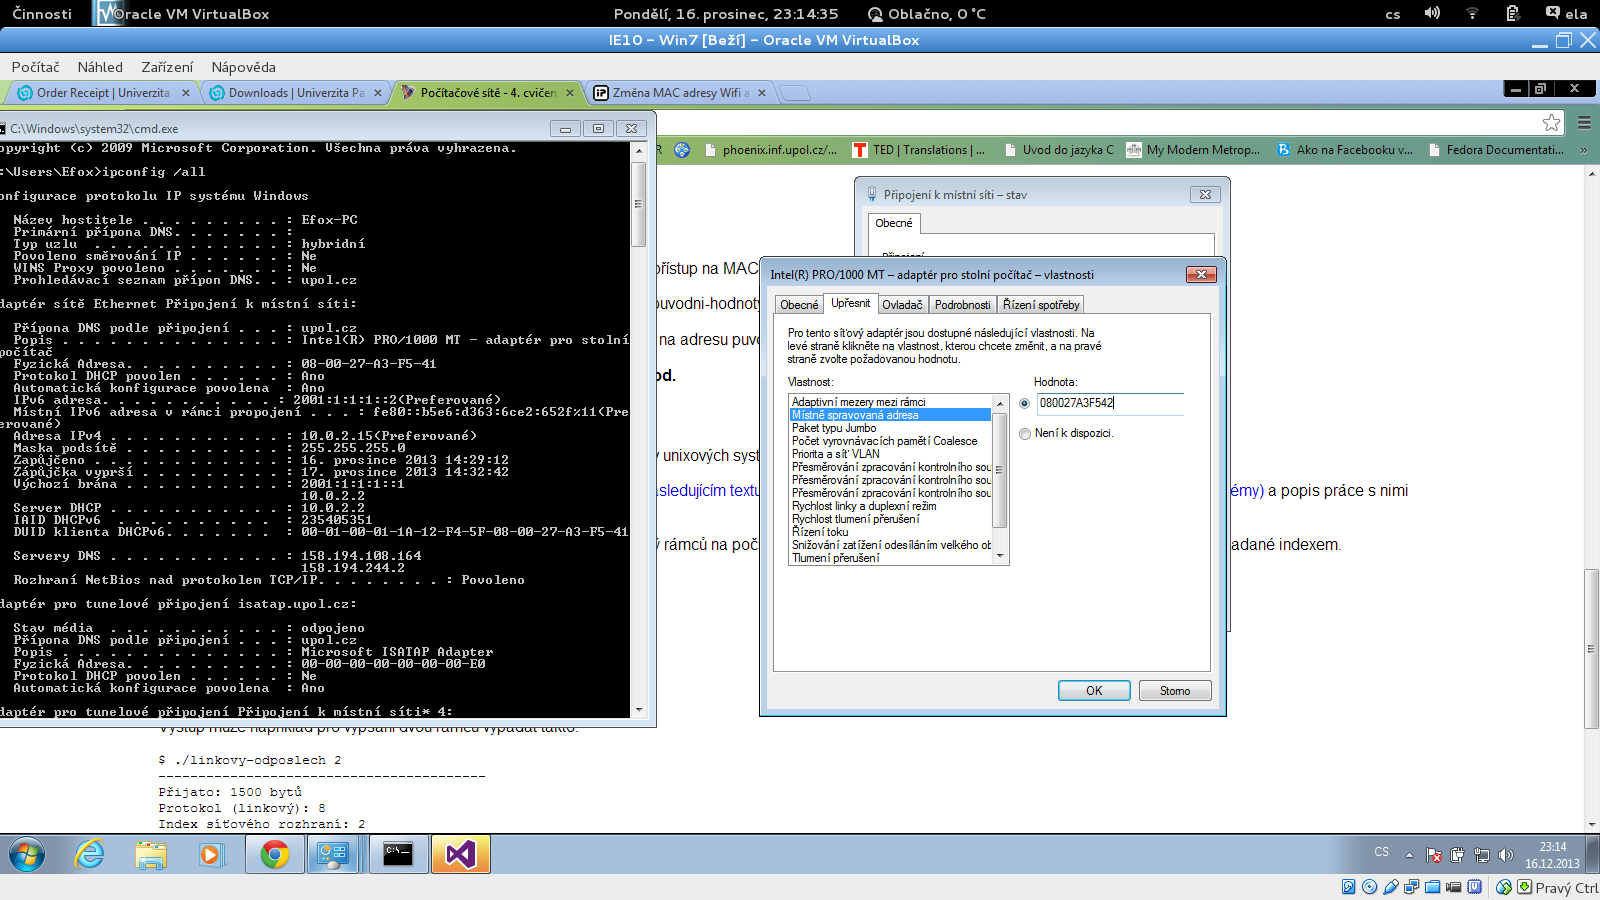 Činnosti
Oracle VM VirtualBox
Pondělí, 16. prosinec, 23:14:35
Oblačno, 0 °C
cs
ela
IE10 – Win7 [Beží] – Oracle VM VirtualBox
Počítač Náhled Zařízení Nápověda
Order Receipt | Univerzita
Downloads | Univerzita Pa
Počítačové sítě - 4. cvičen
Změna MAC adresy Wifi a
phoenix.inf.upol.cz/...
TED | Translations | ...
Uvod do jazyka C
My Modern Metrop...
Ako na Facebooku v...
Fedora Documentati...
»
C:\Windows\system32\cmd.exe
opyright (c) 2009 Microsoft Corporation. Všechna práva vyhrazena.
:\Users\Efox>ipconfig /all
onfigurace protokolu IP systému Windows
Název hostitele . . . . . . . . . : Efox-PC
Primární přípona DNS. . . . . . . :
Typ uzlu . . . . . . . . . . . . : hybridní
Povoleno směrování IP . . . . . . : Ne
WINS Proxy povoleno . . . . . . . : Ne
Prohledávací seznam přípon DNS. . : upol.cz
daptér sítě Ethernet Připojení k místní síti:
Přípona DNS podle připojení . . . : upol.cz
Popis . . . . . . . . . . . . . . : Intel(R) PRO/1000 MT – adaptér pro stolní
počítač
Fyzická Adresa. . . . . . . . . . : 08-00-27-A3-F5-41
Protokol DHCP povolen . . . . . . : Ano
Automatická konfigurace povolena : Ano
IPv6 adresa. . . . . . . . . . . : 2001:1:1:1::2(Preferované)
Místní IPv6 adresa v rámci propojení . . . : fe80::b5e6:d363:6ce2:652f%11(Pre
erované)
Adresa IPv4 . . . . . . . . . . . : 10.0.2.15(Preferované)
Maska podsítě . . . . . . . . . . : 255.255.255.0
Zapůjčeno . . . . . . . . . . . . : 16. prosince 2013 14:29:12
Zápůjčka vyprší . . . . . . . . . : 17. prosince 2013 14:32:42
Výchozí brána . . . . . . . . . . : 2001:1:1:1::1
10.0.2.2
Server DHCP . . . . . . . . . . . : 10.0.2.2
IAID DHCPv6 . . . . . . . . . . : 235405351
DUID klienta DHCPv6. . . . . . . : 00-01-00-01-1A-12-F4-5F-08-00-27-A3-F5-41
Servery DNS . . . . . . . . . . . : 158.194.108.164
158.194.244.2
Rozhraní NetBios nad protokolem TCP/IP. . . . . . . . : Povoleno
daptér pro tunelové připojení isatap.upol.cz:
Stav média . . . . . . . . . . . : odpojeno
Přípona DNS podle připojení . . . : upol.cz
Popis . . . . . . . . . . . . . . : Microsoft ISATAP Adapter
Fyzická Adresa. . . . . . . . . . : 00-00-00-00-00-00-00-E0
Protokol DHCP povolen . . . . . . : Ne
Automatická konfigurace povolena : Ano
daptér pro tunelové připojení Připojení k místní síti* 4:
Připojení k místní síti – stav
Obecné
Připojení
Intel(R) PRO/1000 MT – adaptér pro stolní počítač – vlastnosti
Obecné Upřesnit Ovladač Podrobnosti Řízení spotřeby
Pro tento síťový adaptér jsou dostupné následující vlastnosti. Na
levé straně klikněte na vlastnost, kterou chcete změnit, a na pravé
straně zvolte požadovanou hodnotu.
Vlastnost:
Hodnota:
Adaptivní mezery mezi rámci
Místně spravovaná adresa
Paket typu Jumbo
Počet vyrovnávacích pamětí Coalesce
Priorita a síť VLAN
Přesměrování zpracování kontrolního sou
Přesměrování zpracování kontrolního sou
Přesměrování zpracování kontrolního sou
Rychlost linky a duplexní režim
Rychlost tlumení přerušení
Řízení toku
Snižování zatížení odesíláním velkého ob
Tlumení přerušení
080027A3F542
Není k dispozici.
OK Storno
přístup na MAC
puvodni-hodnoty
na adresu puvo
od.
y unixových syst
ásledujícím textu
émy) a popis práce s nimi
ý rámců na poč
adané indexem.
Výstup může například pro vypsání dvou rámců vypadat takto:
$ ./linkovy-odposlech 2
----------------------------------------
Přijato: 1500 bytů
Protokol (linkový): 8
Index síťového rozhraní: 2
CS
23:14
16.12.2013
Pravý Ctrl